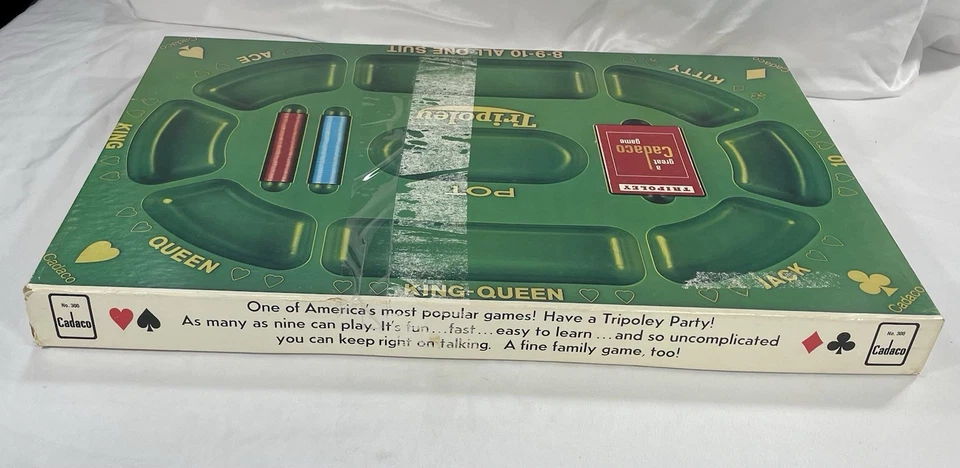 Cadaco
8·9·10 ALL ONE SUIT
Cadaco
ACE
KITTY
KING
Tripoley
a
great
Cadaco
game
TRIPOLEY
10
POT
QUEEN
KING-QUEEN
JACK
Cadaco
Cadaco
No. 300
Cadaco
One of America's most popular games! Have a Tripoley Party!
As many as nine can play. It's fun...fast...easy to learn ...and so uncomplicated
you can keep right on talking. A fine family game, too!
No. 300
Cadaco